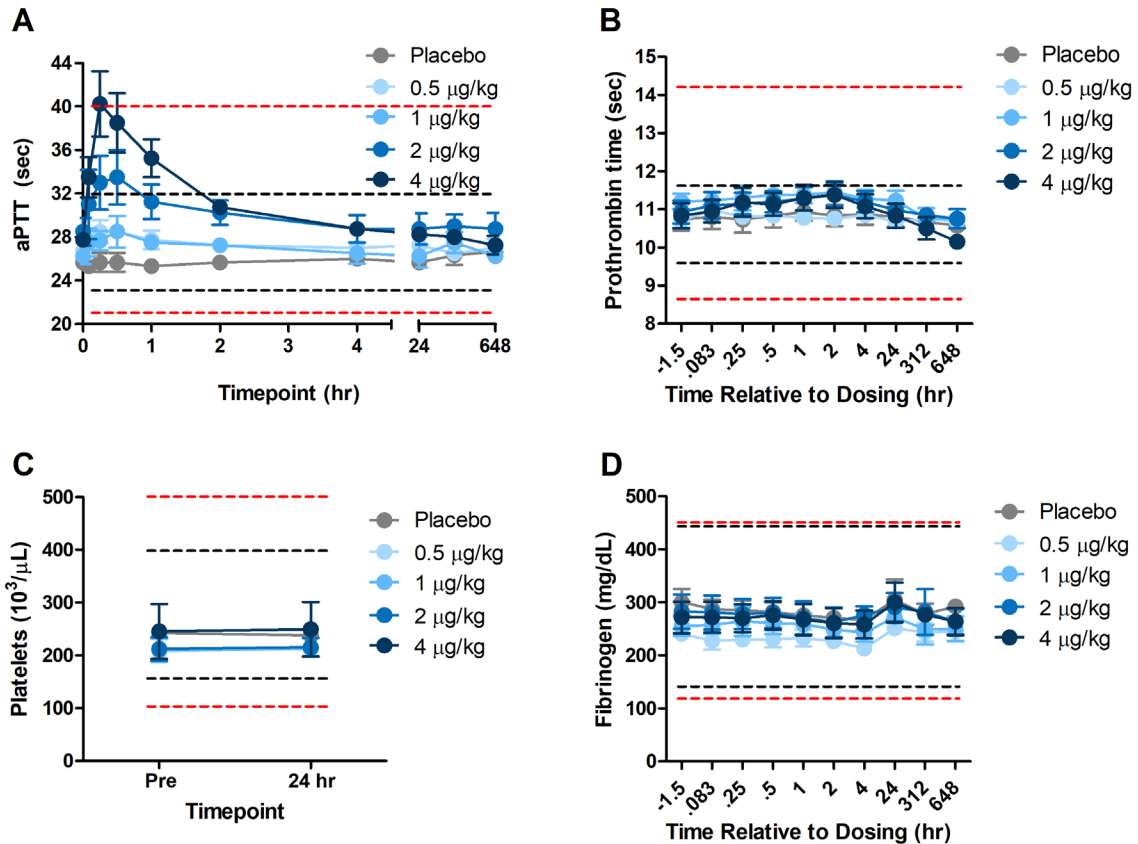 A
aPTT (sec)
44
40
36
32
28
24
20
0
1
2
3
4
24
648
Timepoint (hr)
Placebo
0.5 μg/kg
1 μg/kg
2 μg/kg
4 μg/kg
B
Prothrombin time (sec)
15
14
13
12
11
10
9
8
-1.5
.083
.25
.5
1
2
4
24
312
648
Time Relative to Dosing (hr)
Placebo
0.5 μg/kg
1 μg/kg
2 μg/kg
4 μg/kg
C
Platelets (10³/μL)
500
400
300
200
100
0
Pre
24 hr
Timepoint
Placebo
0.5 μg/kg
1 μg/kg
2 μg/kg
4 μg/kg
D
Fibrinogen (mg/dL)
500
400
300
200
100
0
-1.5
.083
.25
.5
1
2
4
24
312
648
Time Relative to Dosing (hr)
Placebo
0.5 μg/kg
1 μg/kg
2 μg/kg
4 μg/kg